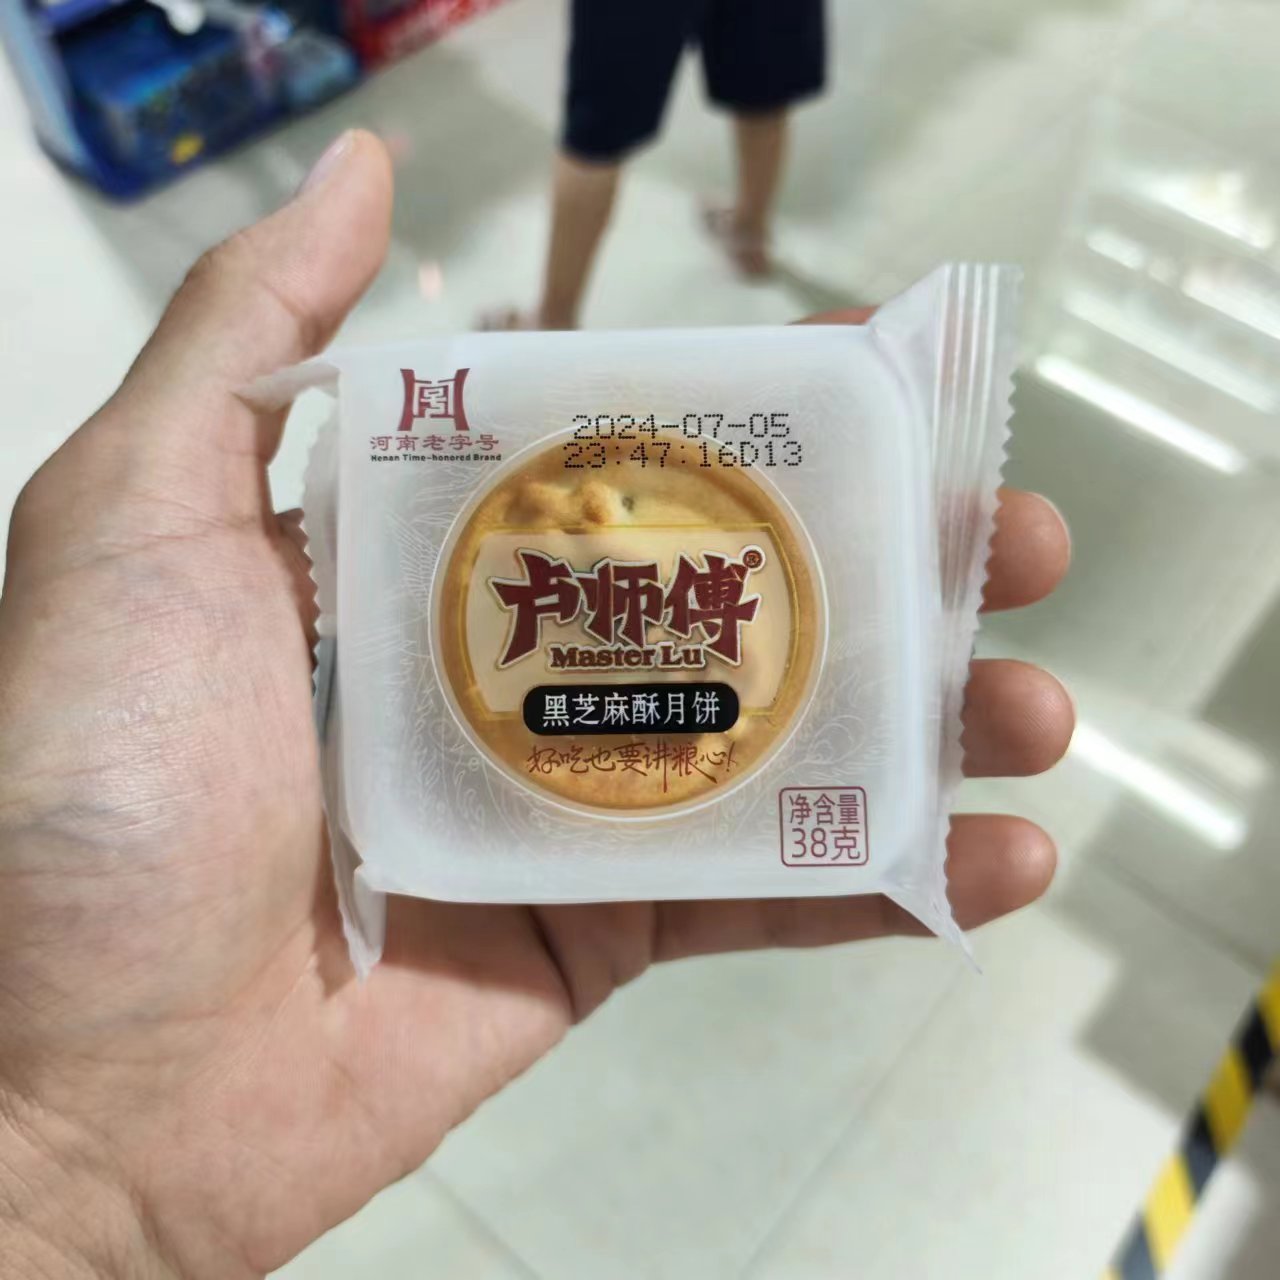 河南老字号
Henan Time-honored Brand
2024-07-05
23:47:16D13
卢师傅®
Master Lu
黑芝麻酥月饼
好吃也要讲粮心!
净含量
38克